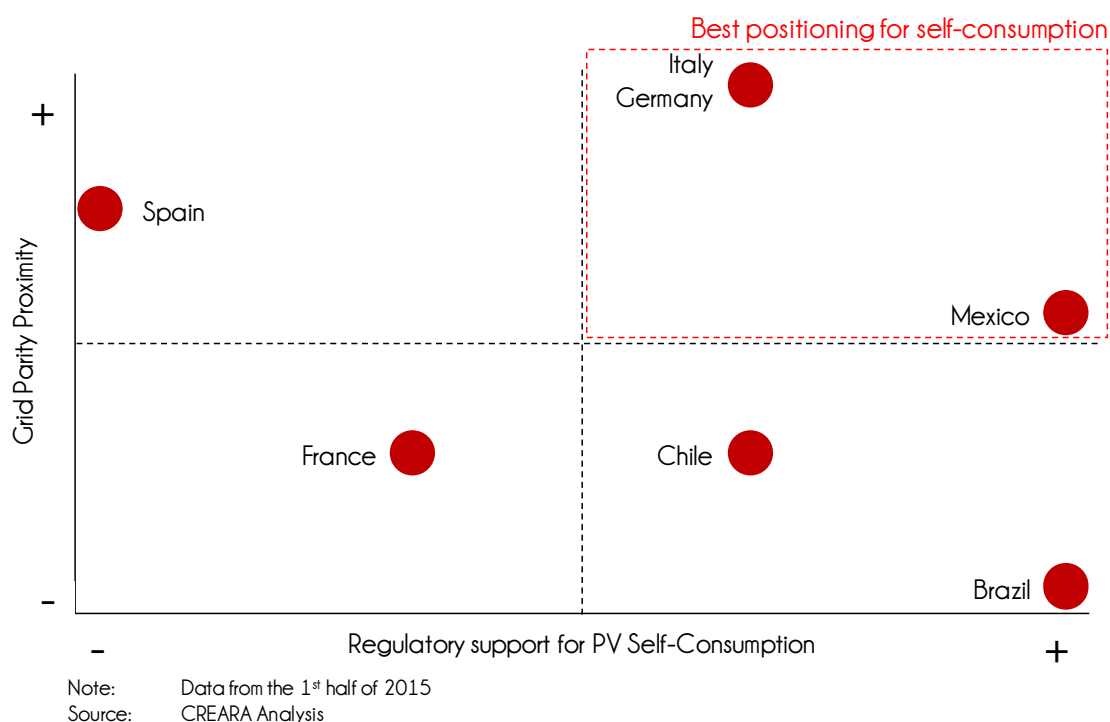 Best positioning for self-consumption
Italy
Germany
+
Spain
Grid Parity Proximity
Mexico
France
Chile
Brazil
-
Regulatory support for PV Self-Consumption
-
+
Note: Data from the 1st half of 2015
Source: CREARA Analysis